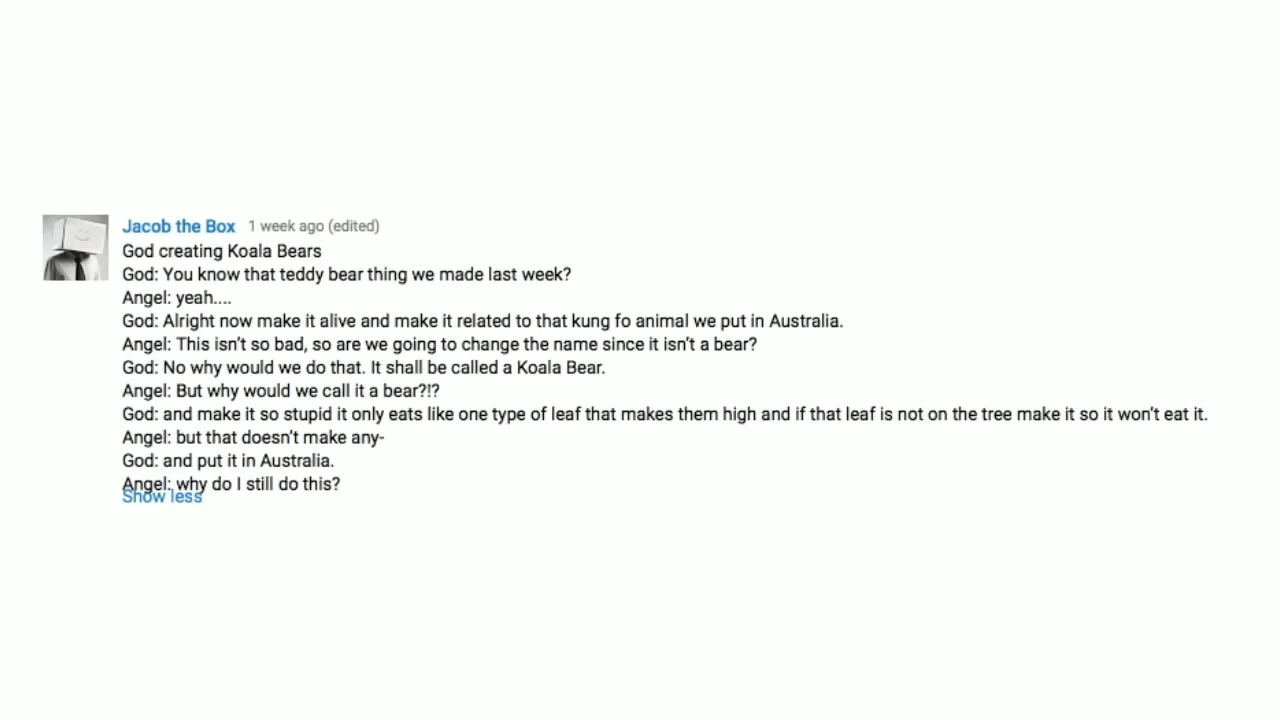 Jacob the Box 1 week ago (edited)
God creating Koala Bears
God: You know that teddy bear thing we made last week?
Angel: yeah....
God: Alright now make it alive and make it related to that kung fo animal we put in Australia.
Angel: This isn't so bad, so are we going to change the name since it isn't a bear?
God: No why would we do that. It shall be called a Koala Bear.
Angel: But why would we call it a bear?!?
God: and make it so stupid it only eats like one type of leaf that makes them high and if that leaf is not on the tree make it so it won't eat it.
Angel: but that doesn't make any-
God: and put it in Australia.
Angel: why do I still do this?
Show less